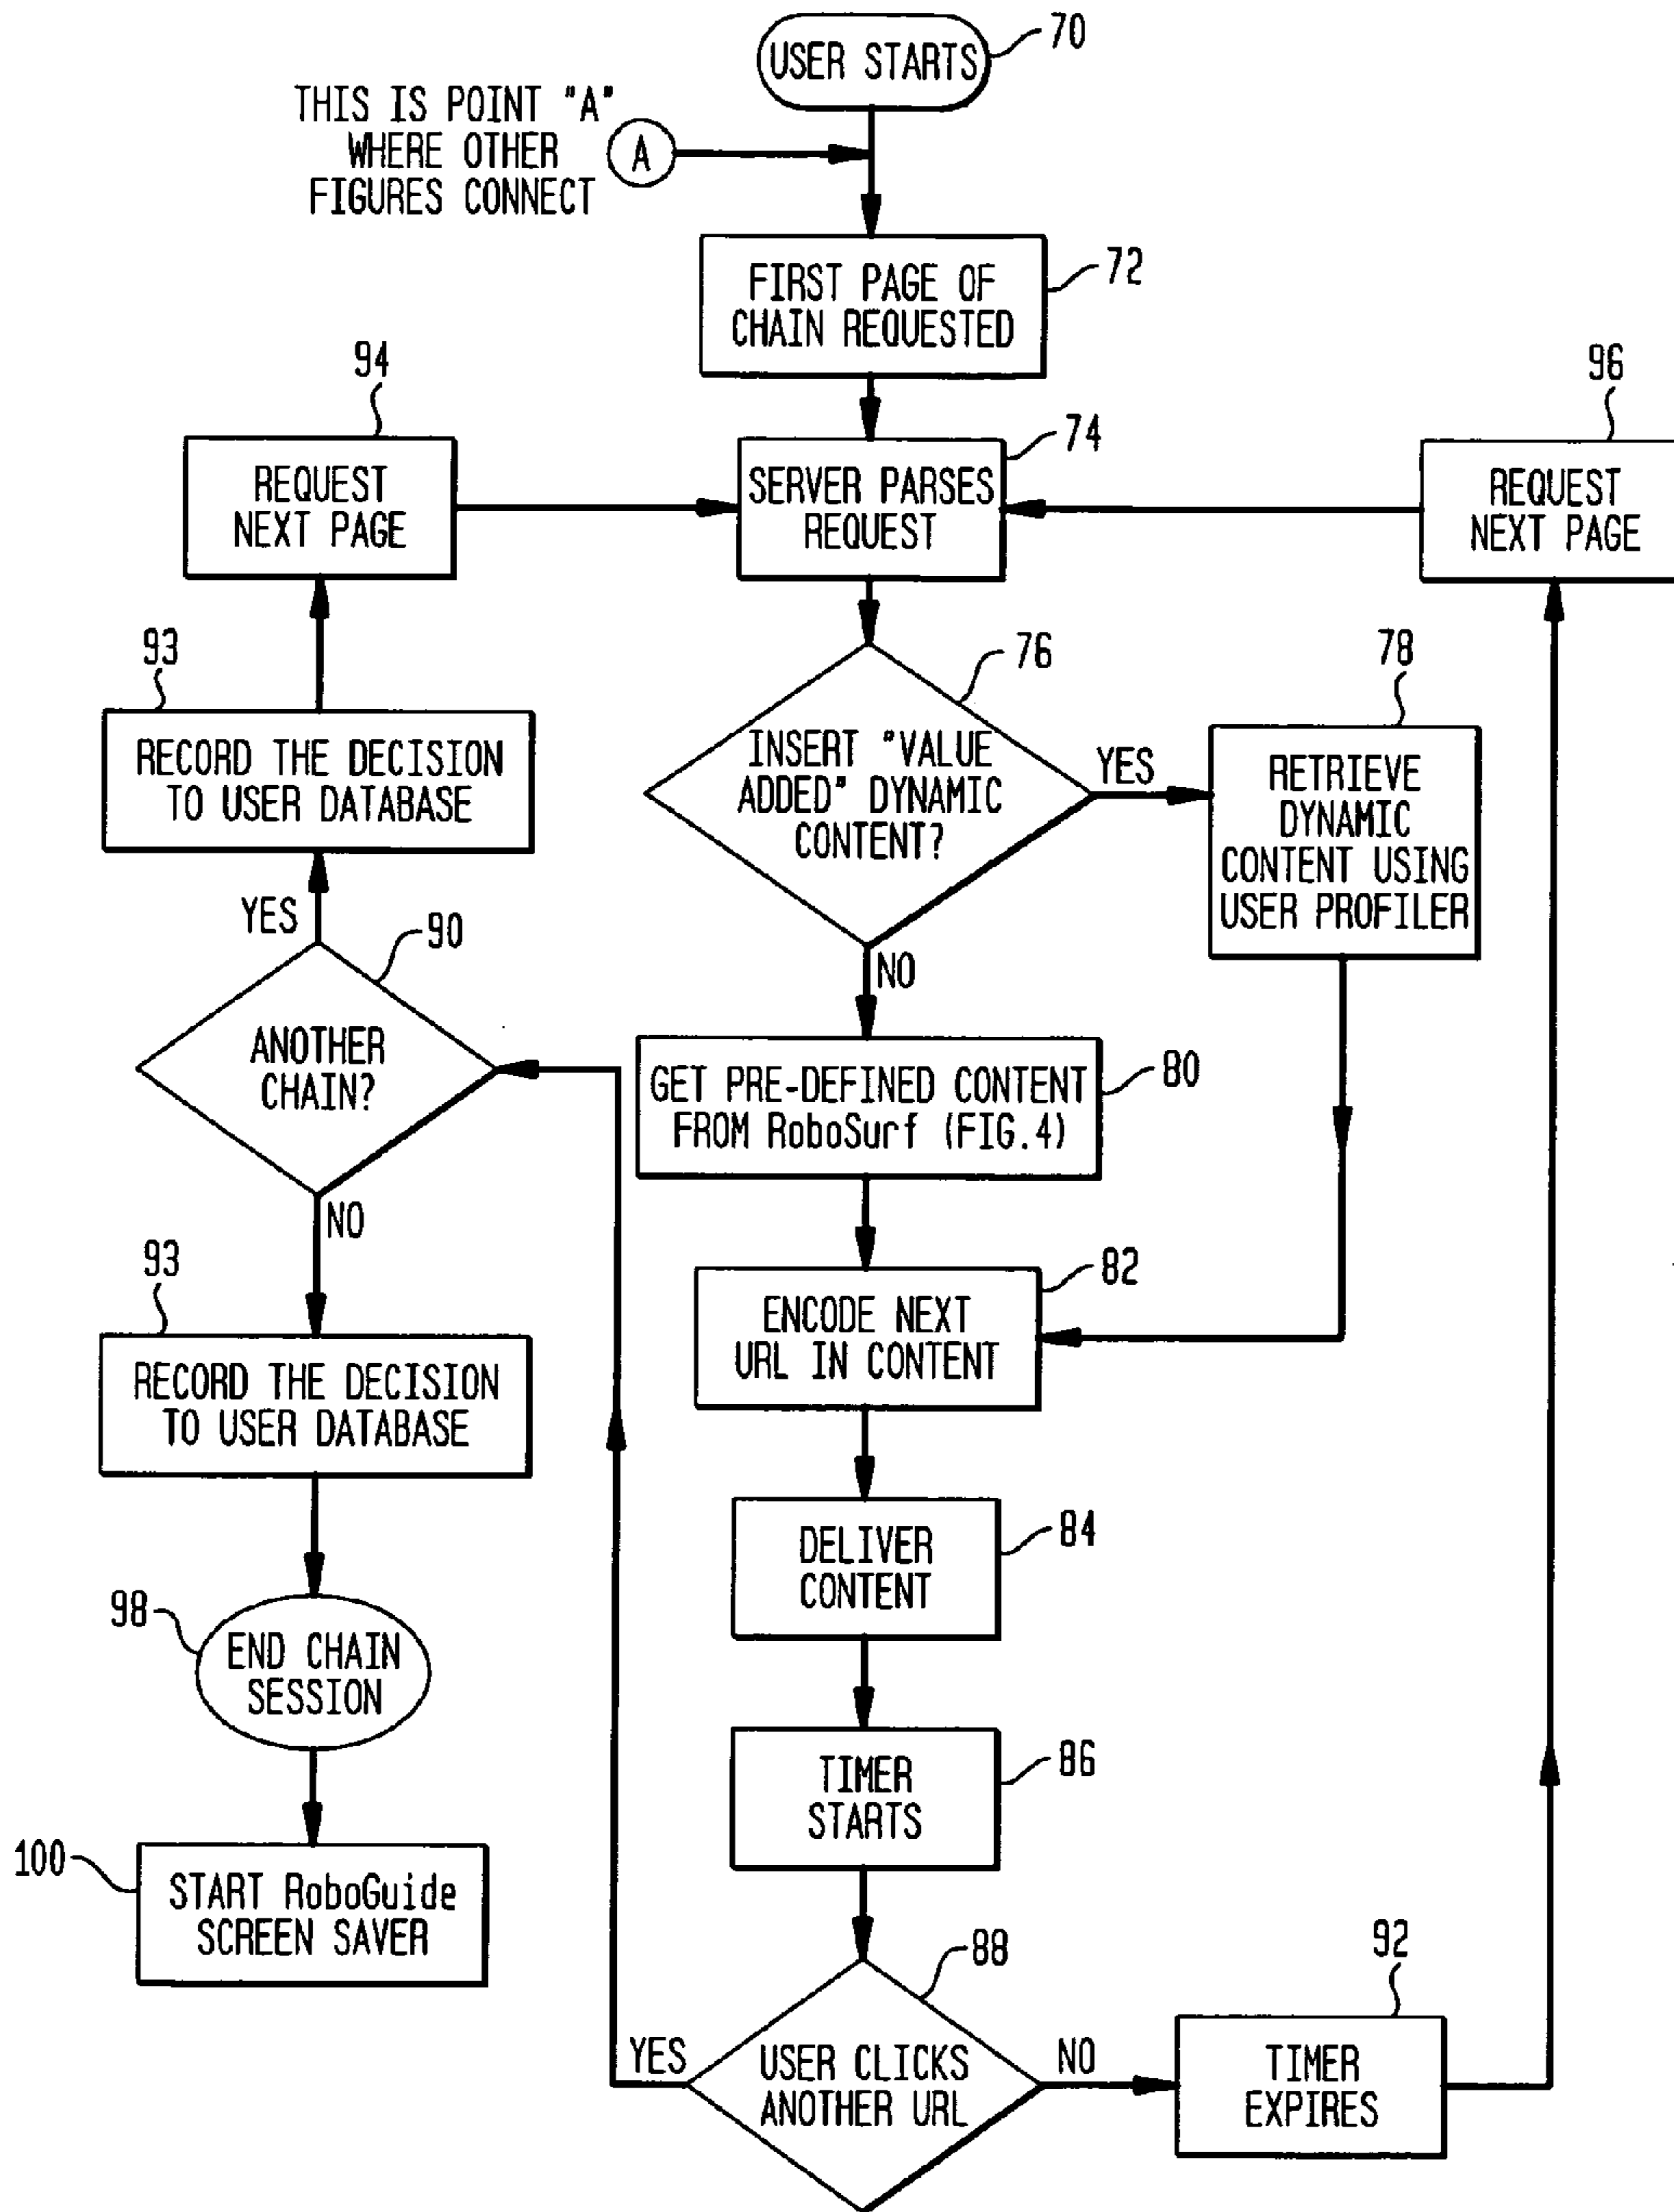 USER STARTS
70
THIS IS POINT "A"
WHERE OTHER
FIGURES CONNECT
A
FIRST PAGE OF
CHAIN REQUESTED
72
94
REQUEST
NEXT PAGE
SERVER PARSES
REQUEST
74
96
REQUEST
NEXT PAGE
93
RECORD THE DECISION
TO USER DATABASE
INSERT "VALUE
ADDED" DYNAMIC
CONTENT?
76
YES
78
RETRIEVE
DYNAMIC
CONTENT USING
USER PROFILER
YES
90
ANOTHER
CHAIN?
NO
NO
GET PRE-DEFINED CONTENT
FROM RoboSurf (FIG.4)
80
93
RECORD THE DECISION
TO USER DATABASE
ENCODE NEXT
URL IN CONTENT
82
DELIVER
CONTENT
84
98
END CHAIN
SESSION
TIMER
STARTS
86
100
START RoboGuide
SCREEN SAVER
USER CLICKS
ANOTHER URL
88
YES
NO
92
TIMER
EXPIRES